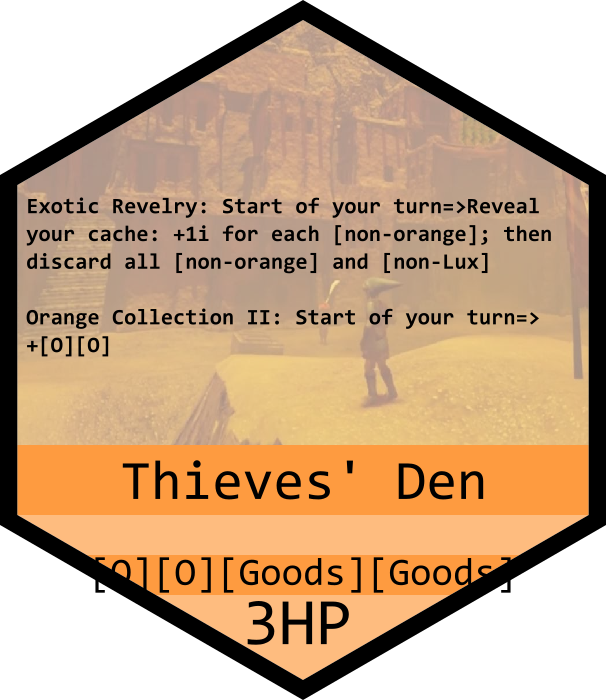 Exotic Revelry: Start of your turn=>Reveal
your cache: +1i for each [non-orange]; then
discard all [non-orange] and [non-Lux]
Orange Collection II: Start of your turn=>
+[O][O]
Thieves' Den
[O][O][Goods][Goods]
3HP